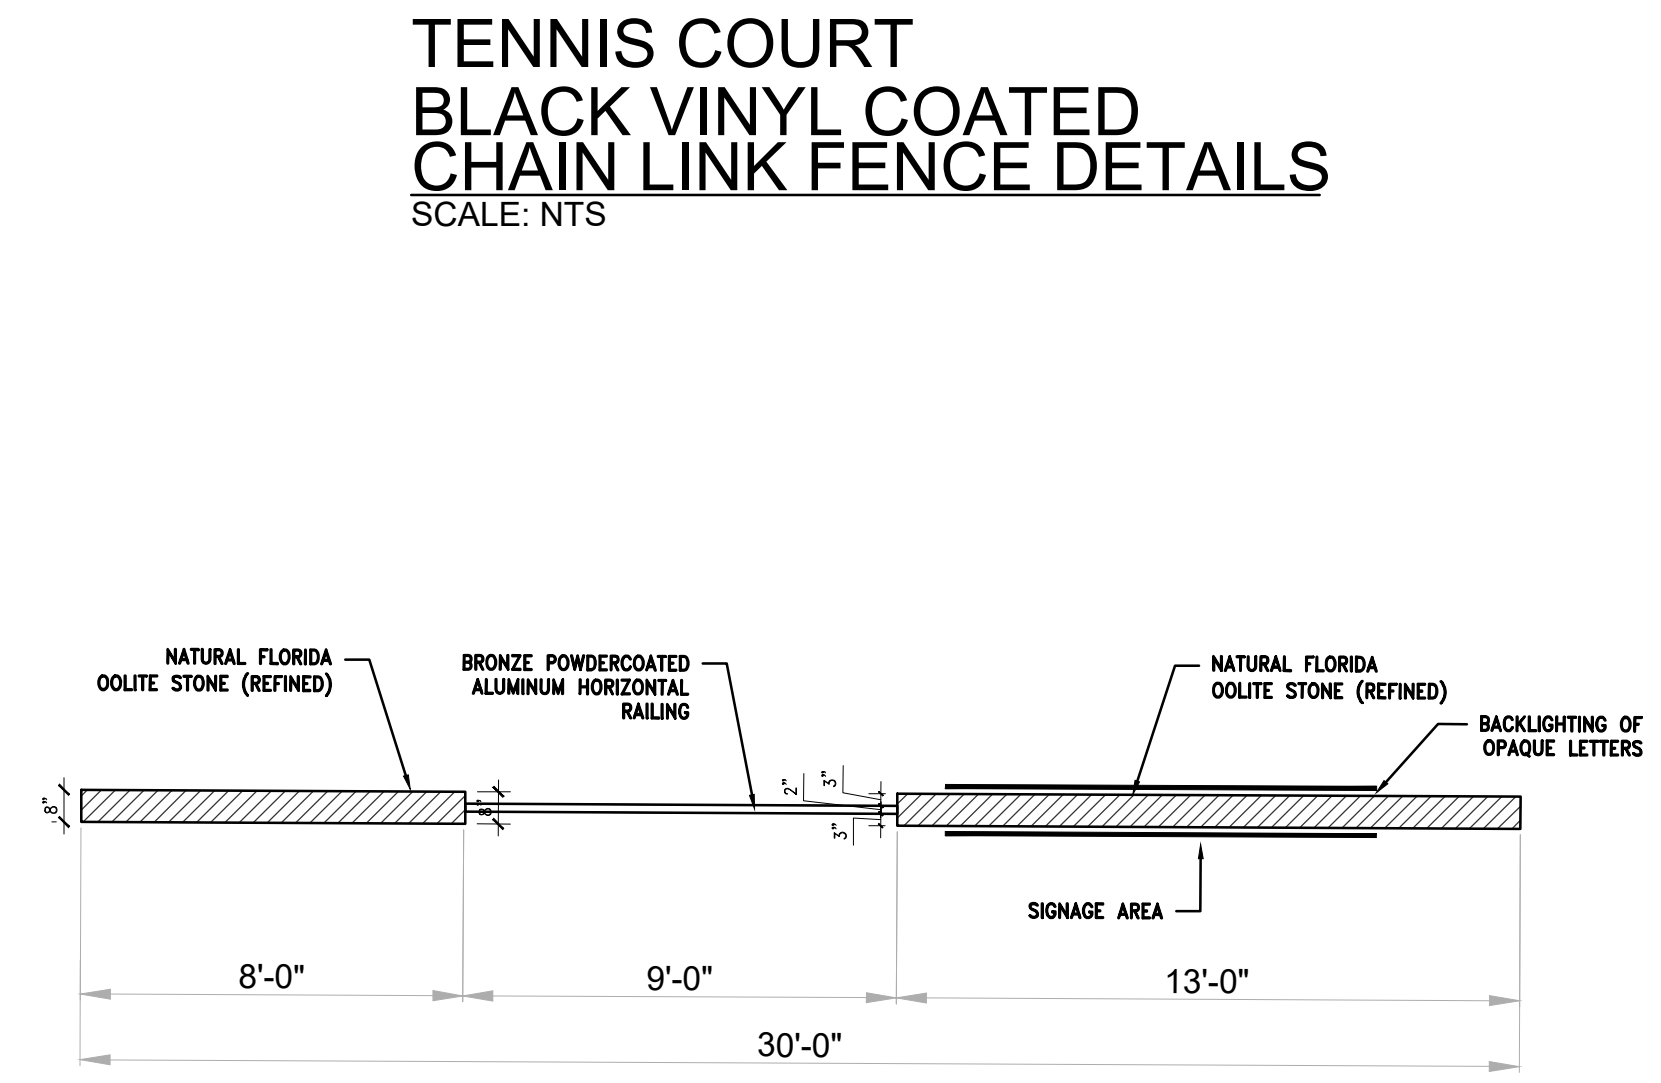 TENNIS COURT
BLACK VINYL COATED
CHAIN LINK FENCE DETAILS
SCALE: NTS
NATURAL FLORIDA
OOLITE STONE (REFINED)
BRONZE POWDERCOATED
ALUMINUM HORIZONTAL
RAILING
NATURAL FLORIDA
OOLITE STONE (REFINED)
BACKLIGHTING OF
OPAQUE LETTERS
8"
8"
2"
3"
3"
SIGNAGE AREA
8'-0"
9'-0"
13'-0"
30'-0"